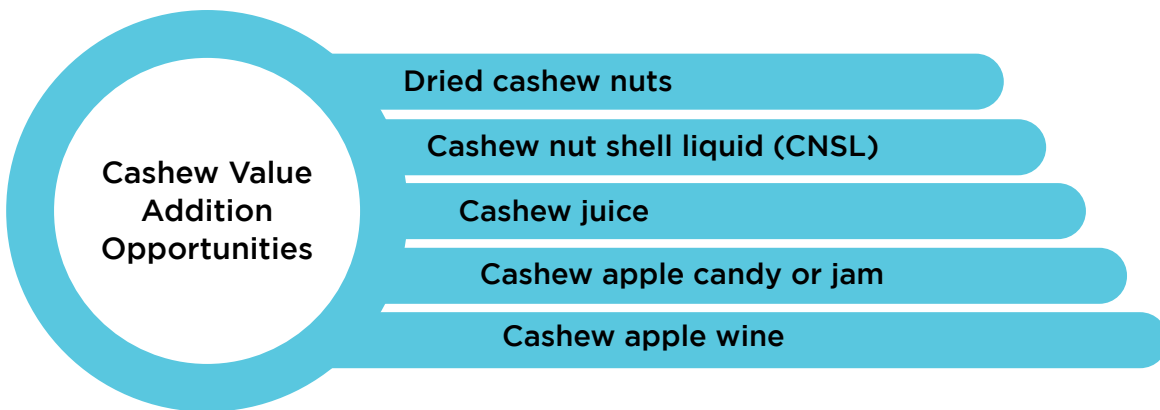 Cashew Value
Addition
Opportunities
Dried cashew nuts
Cashew nut shell liquid (CNSL)
Cashew juice
Cashew apple candy or jam
Cashew apple wine